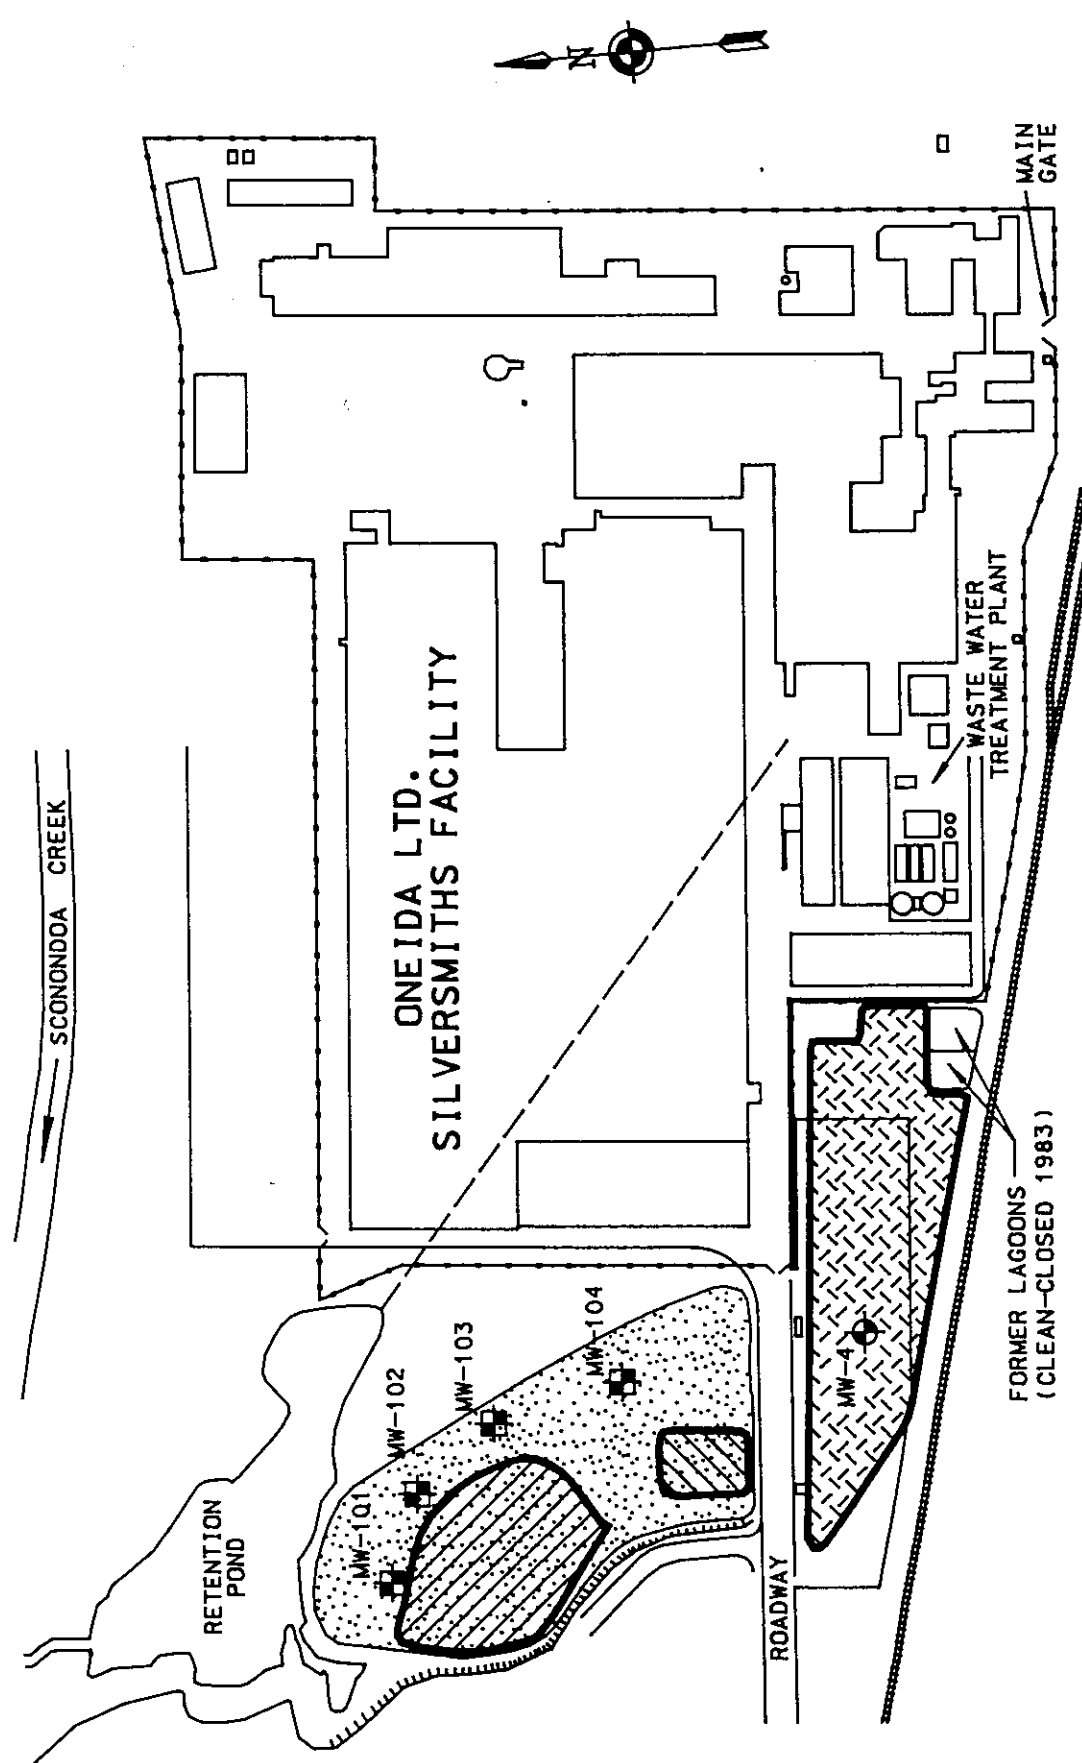 N
SCONONDOA CREEK
MAIN
GATE
ONEIDA LTD.
SILVERSMITHS FACILITY
WASTE WATER
TREATMENT PLANT
RETENTION
POND
MW-101
MW-102
MW-103
MW-104
MW-4
ROADWAY
FORMER LAGOONS
(CLEAN-CLOSED 1983)